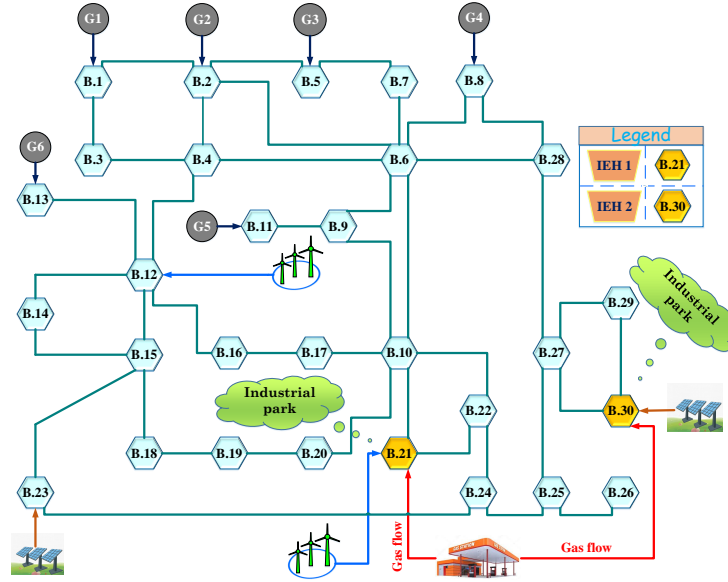 G1
G2
G3
G4
B.1
B.2
B.5
B.7
B.8
Legend
IEH 1
B.21
IEH 2
B.30
G6
B.3
B.4
B.6
B.28
B.13
G5
B.11
B.9
B.12
B.14
B.29
Industrial
park
B.15
B.16
B.17
B.10
B.27
Industrial
park
B.22
B.30
B.18
B.19
B.20
B.21
B.23
B.24
B.25
B.26
Gas flow
Gas flow